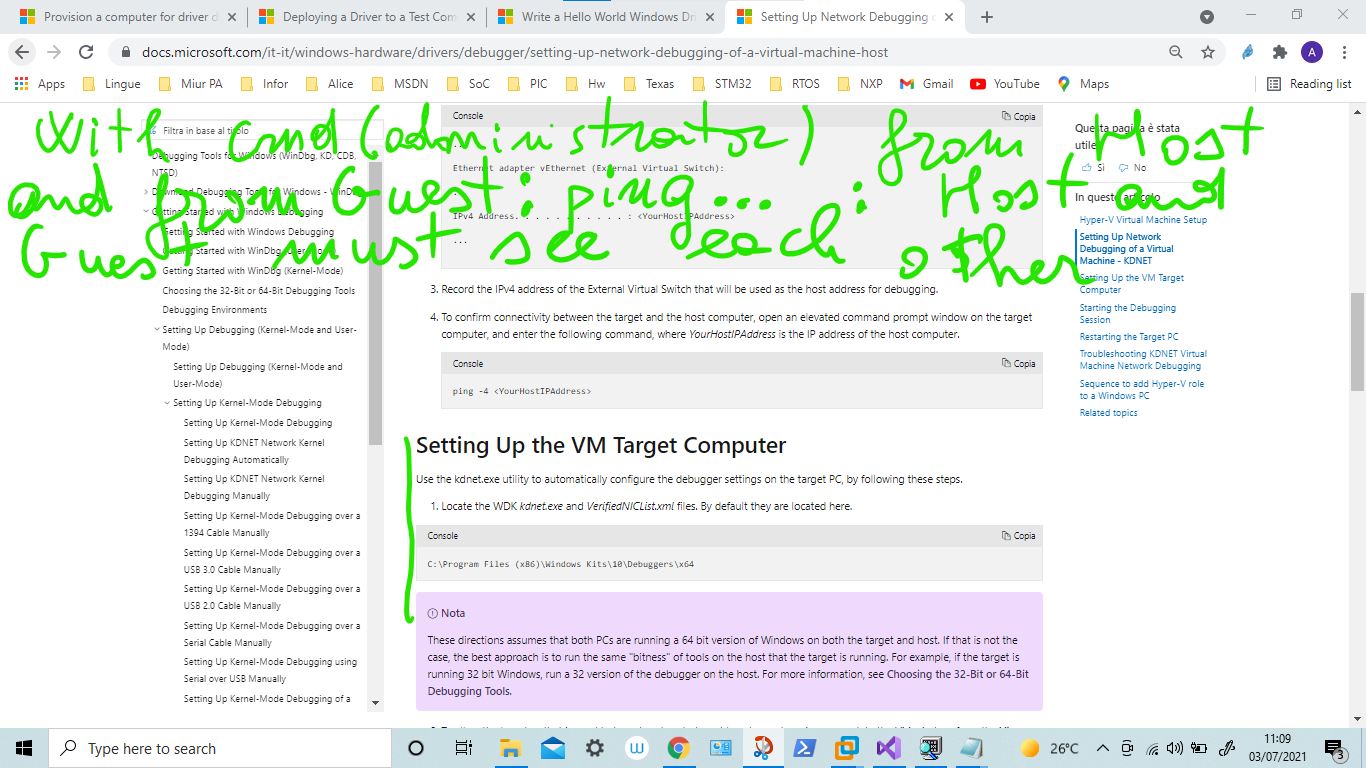 Provision a computer for driver d
Deploying a Driver to a Test Com
Write a Hello World Windows Dri
Setting Up Network Debugging o
docs.microsoft.com/it-it/windows-hardware/drivers/debugger/setting-up-network-debugging-of-a-virtual-machine-host
A
Apps Lingue Miur PA Infor Alice MSDN SoC PIC Hw Texas STM32 RTOS NXP Gmail YouTube Maps Reading list
With cmd (administrator) from Host
and from Guest: ping... : Host and
Guest must see each other
Filtra in base al titolo
Debugging Tools for Windows (WinDbg, KD, CDB,
NTSD)
Download Debugging Tools for Windows - WinDbg
Getting Started with Windows Debugging
Getting Started with Windows Debugging
Getting Started with WinDbg
Getting Started with WinDbg (Kernel-Mode)
Choosing the 32-Bit or 64-Bit Debugging Tools
Debugging Environments
Setting Up Debugging (Kernel-Mode and User-
Mode)
Setting Up Debugging (Kernel-Mode and
User-Mode)
Setting Up Kernel-Mode Debugging
Setting Up Kernel-Mode Debugging
Setting Up KDNET Network Kernel
Debugging Automatically
Setting Up KDNET Network Kernel
Debugging Manually
Setting Up Kernel-Mode Debugging over a
1394 Cable Manually
Setting Up Kernel-Mode Debugging over a
USB 3.0 Cable Manually
Setting Up Kernel-Mode Debugging over a
USB 2.0 Cable Manually
Setting Up Kernel-Mode Debugging over a
Serial Cable Manually
Setting Up Kernel-Mode Debugging using
Serial over USB Manually
Setting Up Kernel-Mode Debugging of a
Console Copia
...
Ethernet adapter vEthernet (External Virtual Switch):
IPv4 Address. . . . . . . . . . . : <YourHostIPAddress>
...
3. Record the IPv4 address of the External Virtual Switch that will be used as the host address for debugging.
4. To confirm connectivity between the target and the host computer, open an elevated command prompt window on the target
computer, and enter the following command, where YourHostIPAddress is the IP address of the host computer.
Console Copia
ping -4 <YourHostIPAddress>
Setting Up the VM Target Computer
Use the kdnet.exe utility to automatically configure the debugger settings on the target PC, by following these steps.
1. Locate the WDK kdnet.exe and VerifiedNICList.xml files. By default they are located here.
Console Copia
C:\Program Files (x86)\Windows Kits\10\Debuggers\x64
Nota
These directions assumes that both PCs are running a 64 bit version of Windows on both the target and host. If that is not the
case, the best approach is to run the same "bitness" of tools on the host that the target is running. For example, if the target is
running 32 bit Windows, run a 32 version of the debugger on the host. For more information, see Choosing the 32-Bit or 64-Bit
Debugging Tools.
Questa pagina è stata
utile?
Sì No
In questo articolo
Hyper-V Virtual Machine Setup
Setting Up Network
Debugging of a Virtual
Machine - KDNET
Setting Up the VM Target
Computer
Starting the Debugging
Session
Restarting the Target PC
Troubleshooting KDNET Virtual
Machine Network Debugging
Sequence to add Hyper-V role
to a Windows PC
Related topics
Type here to search
26°C
11:09
03/07/2021
3